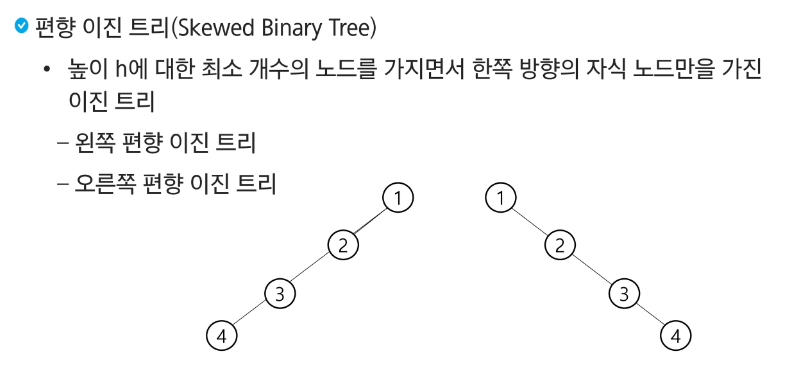 편향 이진 트리(Skewed Binary Tree)
• 높이 h에 대한 최소 개수의 노드를 가지면서 한쪽 방향의 자식 노드만을 가진
이진 트리
– 왼쪽 편향 이진 트리
– 오른쪽 편향 이진 트리
1 1
2 2
3 3
4 4